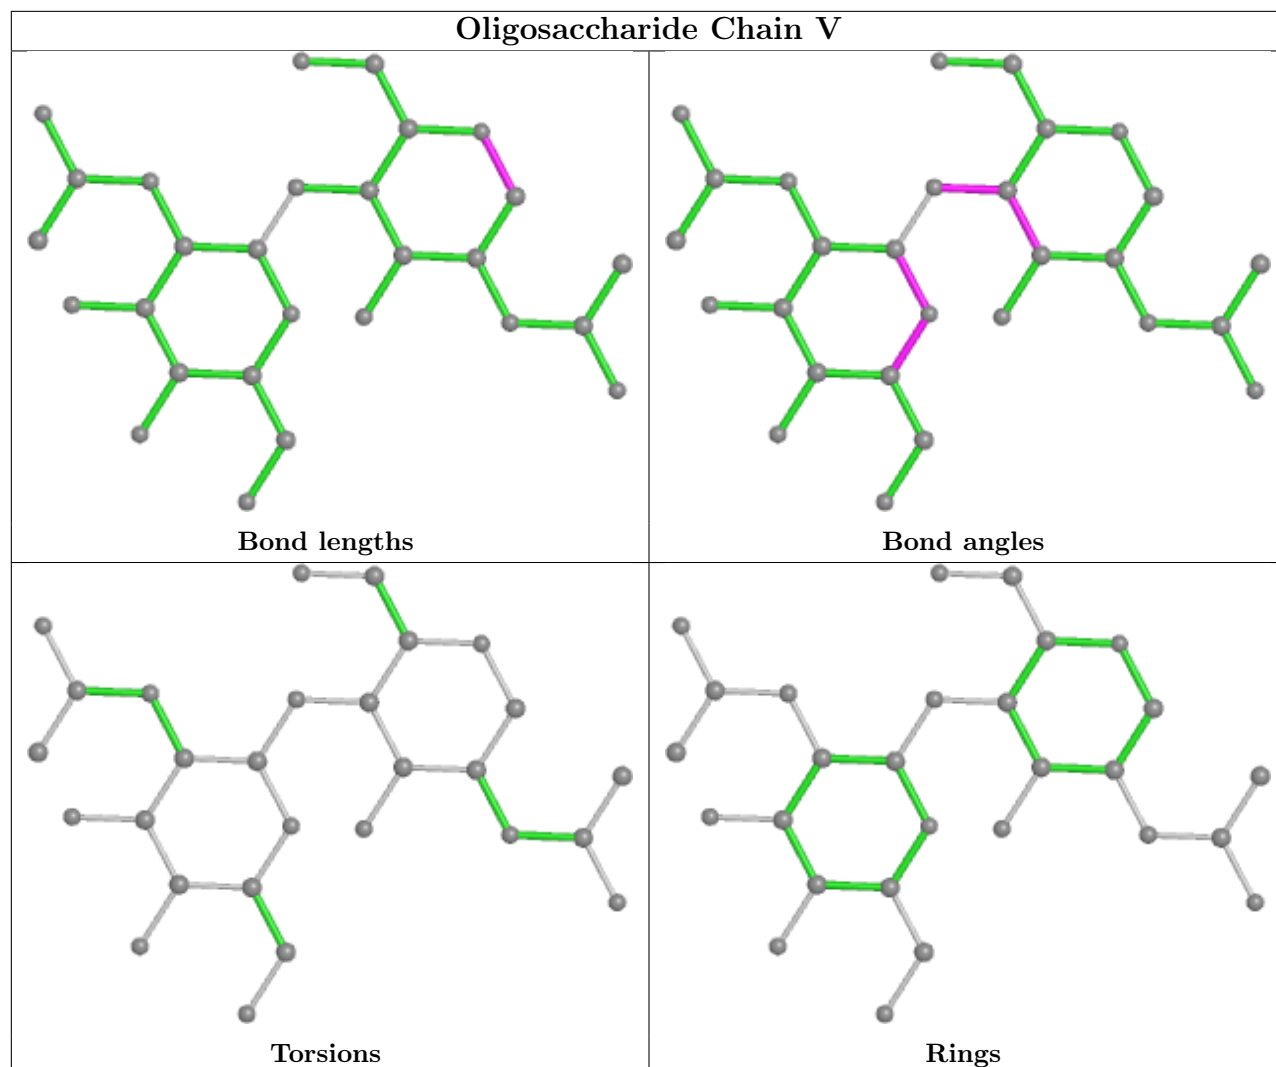 Oligosaccharide Chain V
Bond lengths
Bond angles
Torsions
Rings